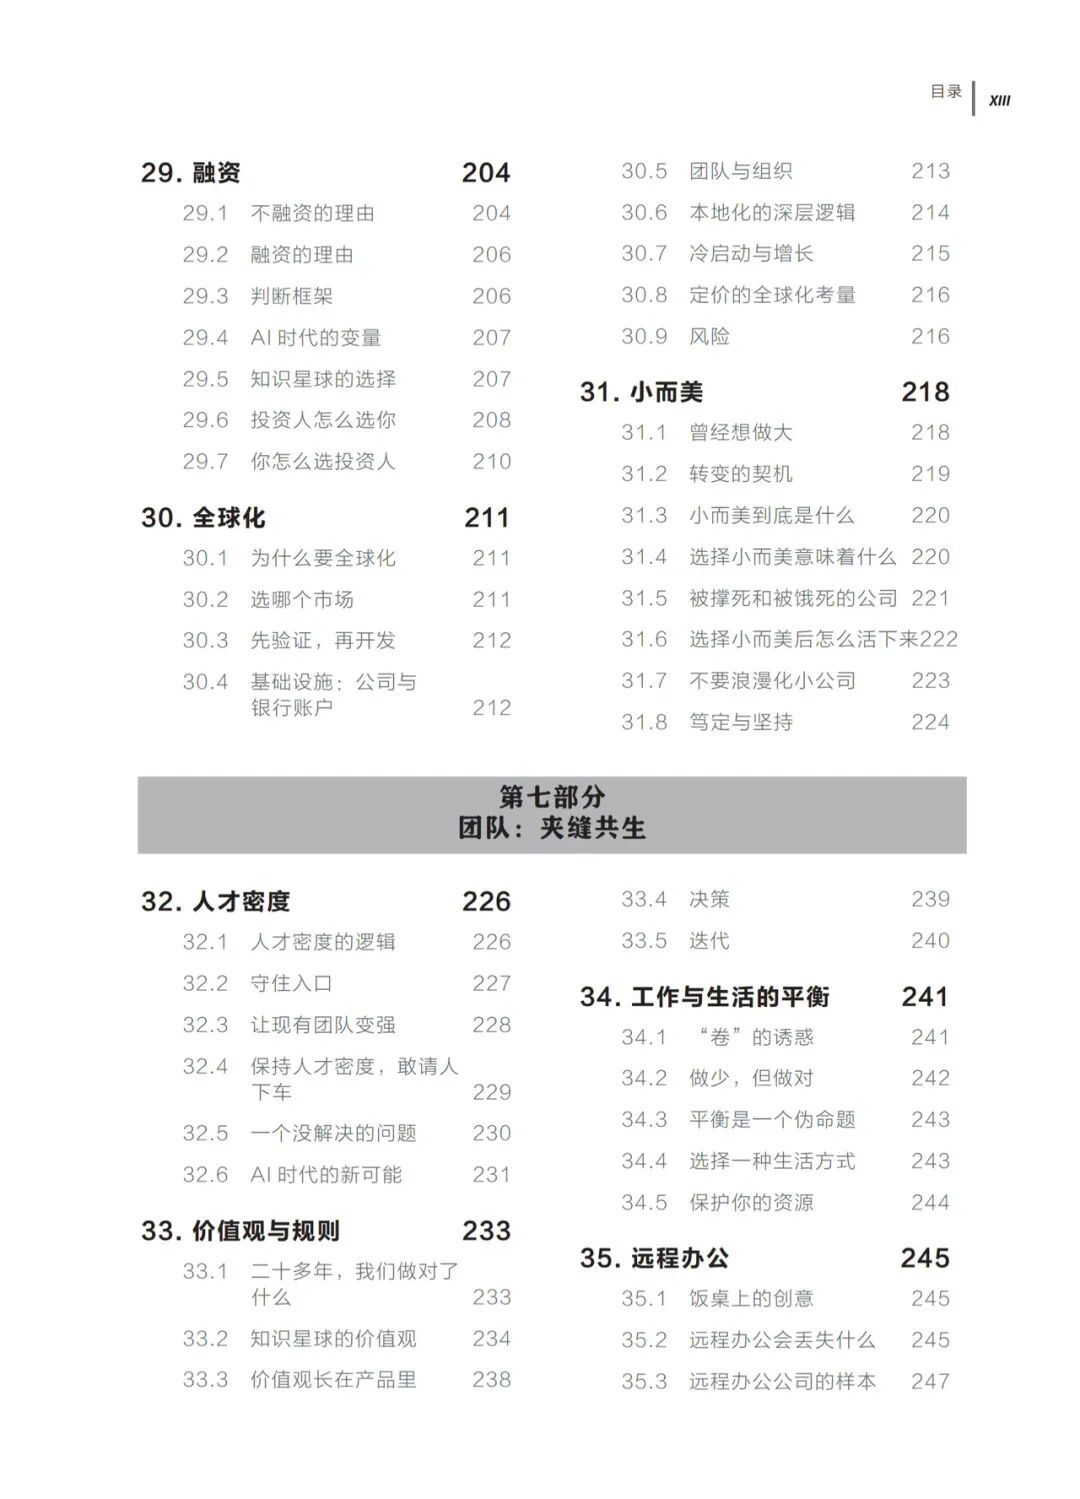 目录 XIII
29. 融资 204
29.1 不融资的理由 204
29.2 融资的理由 206
29.3 判断框架 206
29.4 AI 时代的变量 207
29.5 知识星球的选择 207
29.6 投资人怎么选你 208
29.7 你怎么选投资人 210
30. 全球化 211
30.1 为什么要全球化 211
30.2 选哪个市场 211
30.3 先验证，再开发 212
30.4 基础设施：公司与
银行账户 212
30.5 团队与组织 213
30.6 本地化的深层逻辑 214
30.7 冷启动与增长 215
30.8 定价的全球化考量 216
30.9 风险 216
31. 小而美 218
31.1 曾经想做大 218
31.2 转变的契机 219
31.3 小而美到底是什么 220
31.4 选择小而美意味着什么 220
31.5 被撑死和被饿死的公司 221
31.6 选择小而美后怎么活下来222
31.7 不要浪漫化小公司 223
31.8 笃定与坚持 224
第七部分
团队：夹缝共生
32. 人才密度 226
32.1 人才密度的逻辑 226
32.2 守住入口 227
32.3 让现有团队变强 228
32.4 保持人才密度，敢请人
下车 229
32.5 一个没解决的问题 230
32.6 AI 时代的新可能 231
33. 价值观与规则 233
33.1 二十多年，我们做对了
什么 233
33.2 知识星球的价值观 234
33.3 价值观长在产品里 238
33.4 决策 239
33.5 迭代 240
34. 工作与生活的平衡 241
34.1 “卷”的诱惑 241
34.2 做少，但做对 242
34.3 平衡是一个伪命题 243
34.4 选择一种生活方式 243
34.5 保护你的资源 244
35. 远程办公 245
35.1 饭桌上的创意 245
35.2 远程办公会丢失什么 245
35.3 远程办公公司的样本 247